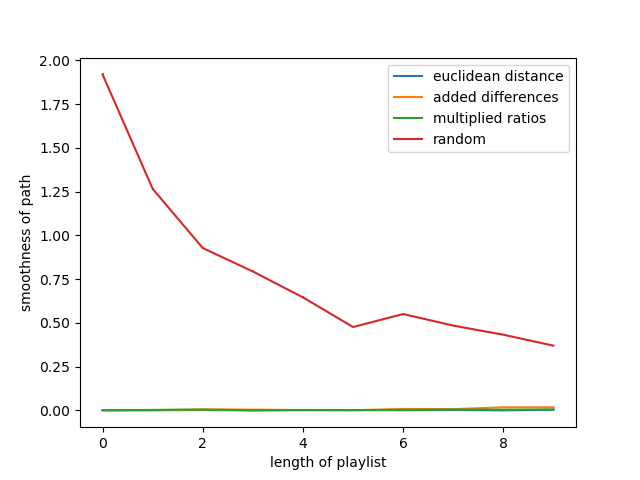 2.00
1.75
1.50
1.25
1.00
0.75
0.50
0.25
0.00
smoothness of path
euclidean distance
added differences
multiplied ratios
random
0 2 4 6 8
length of playlist